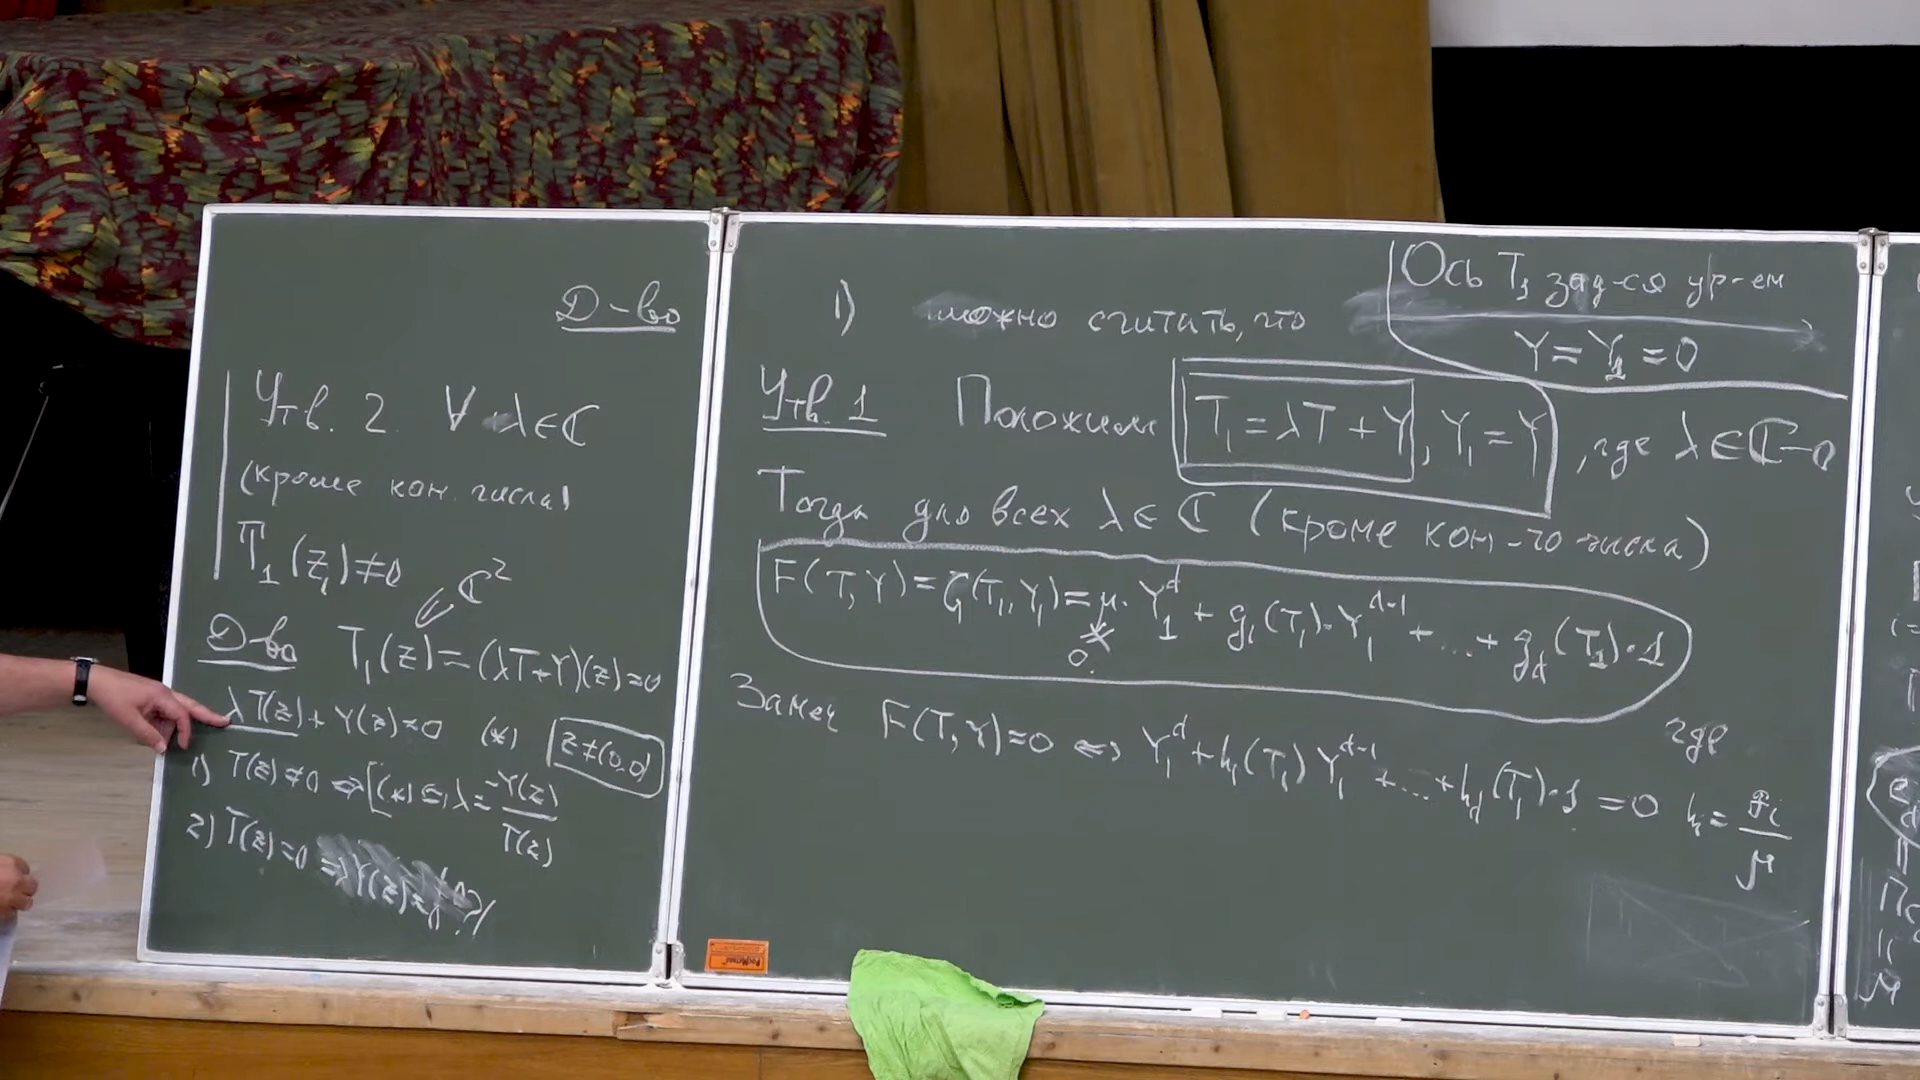 Д-во
Утв. 2. ∀ λ∈ℂ
(кроме кон. числа)
T₁(z₁)≠0
∈ ℂ²
Д-во T₁(z)=(λT+Y)(z)=0
λT(z)+Y(z)=0 (*) z≠(0,0)
1) T(z)≠0 ⇒ [(*) ⇔ λ= -Y(z)/T(z)
2) T(z)=0
Ось T₁ зад-ся ур-ем
Y=Y₁=0
1) можно считать, что
Утв. 1 Положим T₁=λT+Y, Y₁=Y, где λ∈ℂ-0
Тогда для всех λ∈ℂ (кроме кон-го числа)
F(T,Y)=G(T₁,Y₁)=μ·Y₁^d+g₁(T₁)·Y₁^{d-1}+...+g_d(T₁)·1
≠0
Замеч F(T,Y)=0 ⇔ Y₁^d+h₁(T₁)Y₁^{d-1}+...+h_d(T₁)·1=0 где hᵢ=gᵢ/μ